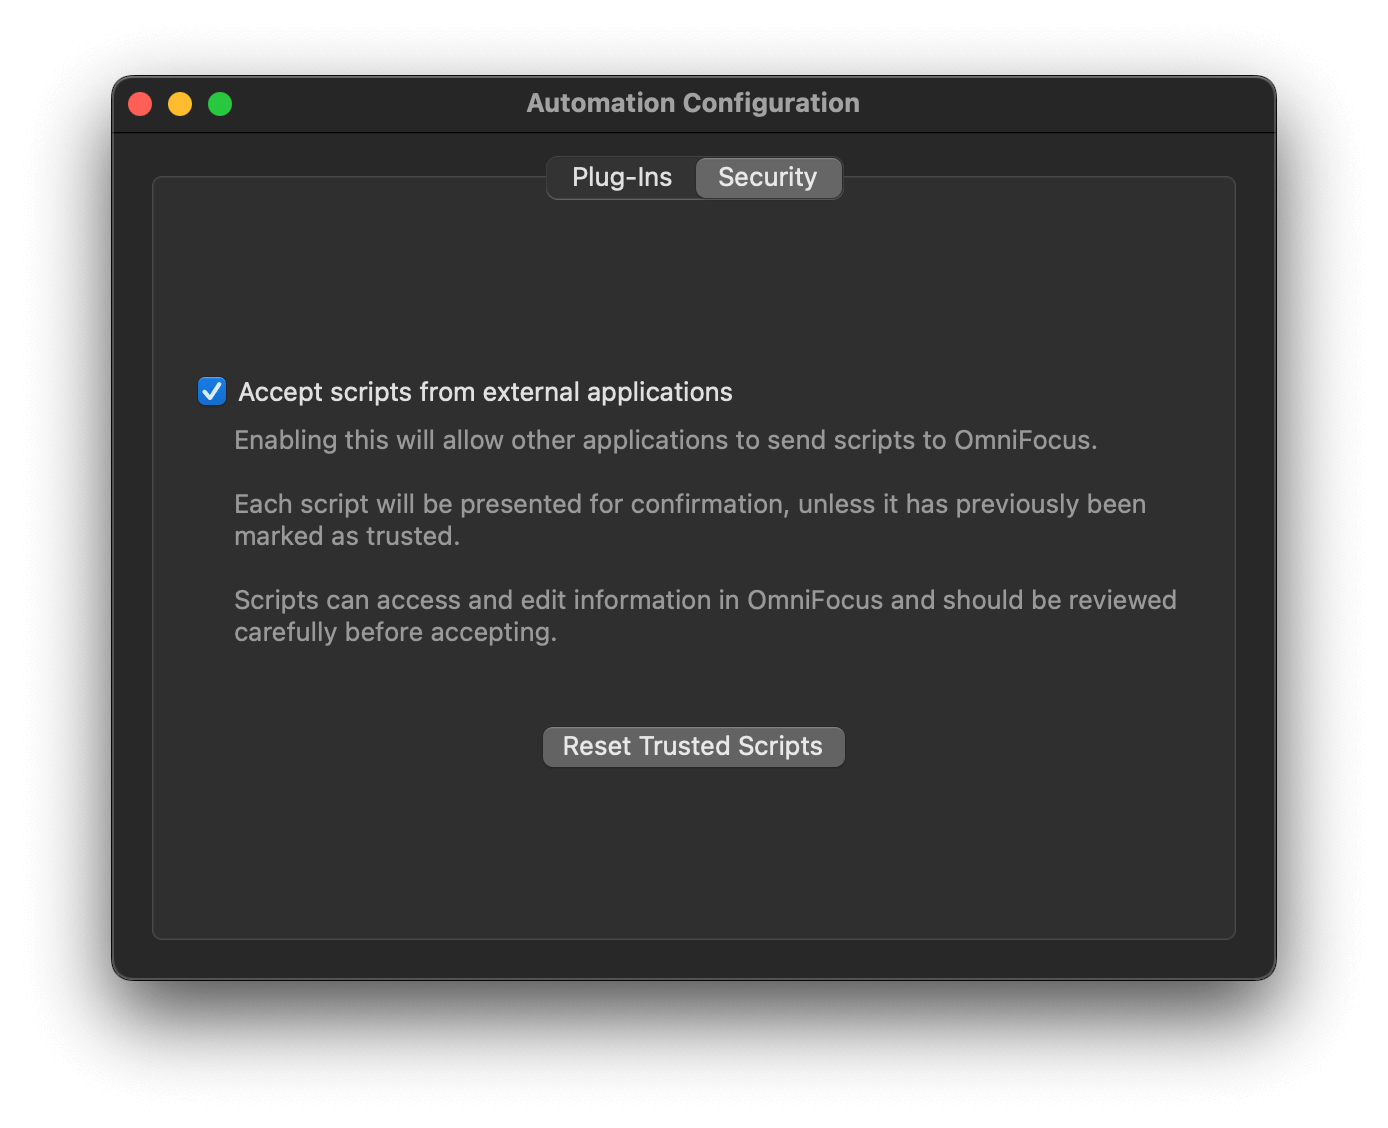 Automation Configuration
Plug-Ins
Security
Accept scripts from external applications
Enabling this will allow other applications to send scripts to OmniFocus.
Each script will be presented for confirmation, unless it has previously been
marked as trusted.
Scripts can access and edit information in OmniFocus and should be reviewed
carefully before accepting.
Reset Trusted Scripts